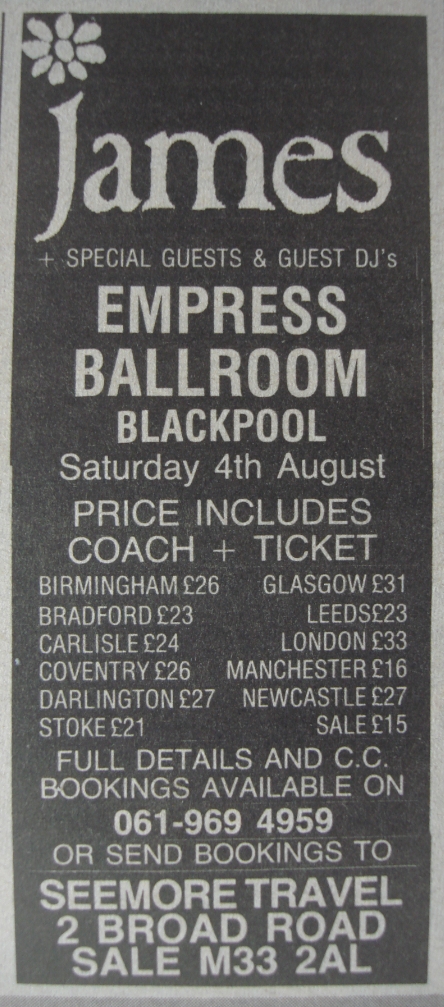 James
+ SPECIAL GUESTS & GUEST DJ's
EMPRESS
BALLROOM
BLACKPOOL
Saturday 4th August
PRICE INCLUDES
COACH + TICKET
BIRMINGHAM £26 GLASGOW £31
BRADFORD £23 LEEDS£23
CARLISLE £24 LONDON £33
COVENTRY £26 MANCHESTER £16
DARLINGTON £27 NEWCASTLE £27
STOKE £21 SALE £15
FULL DETAILS AND C.C.
BOOKINGS AVAILABLE ON
061-969 4959
OR SEND BOOKINGS TO
SEEMORE TRAVEL
2 BROAD ROAD
SALE M33 2AL